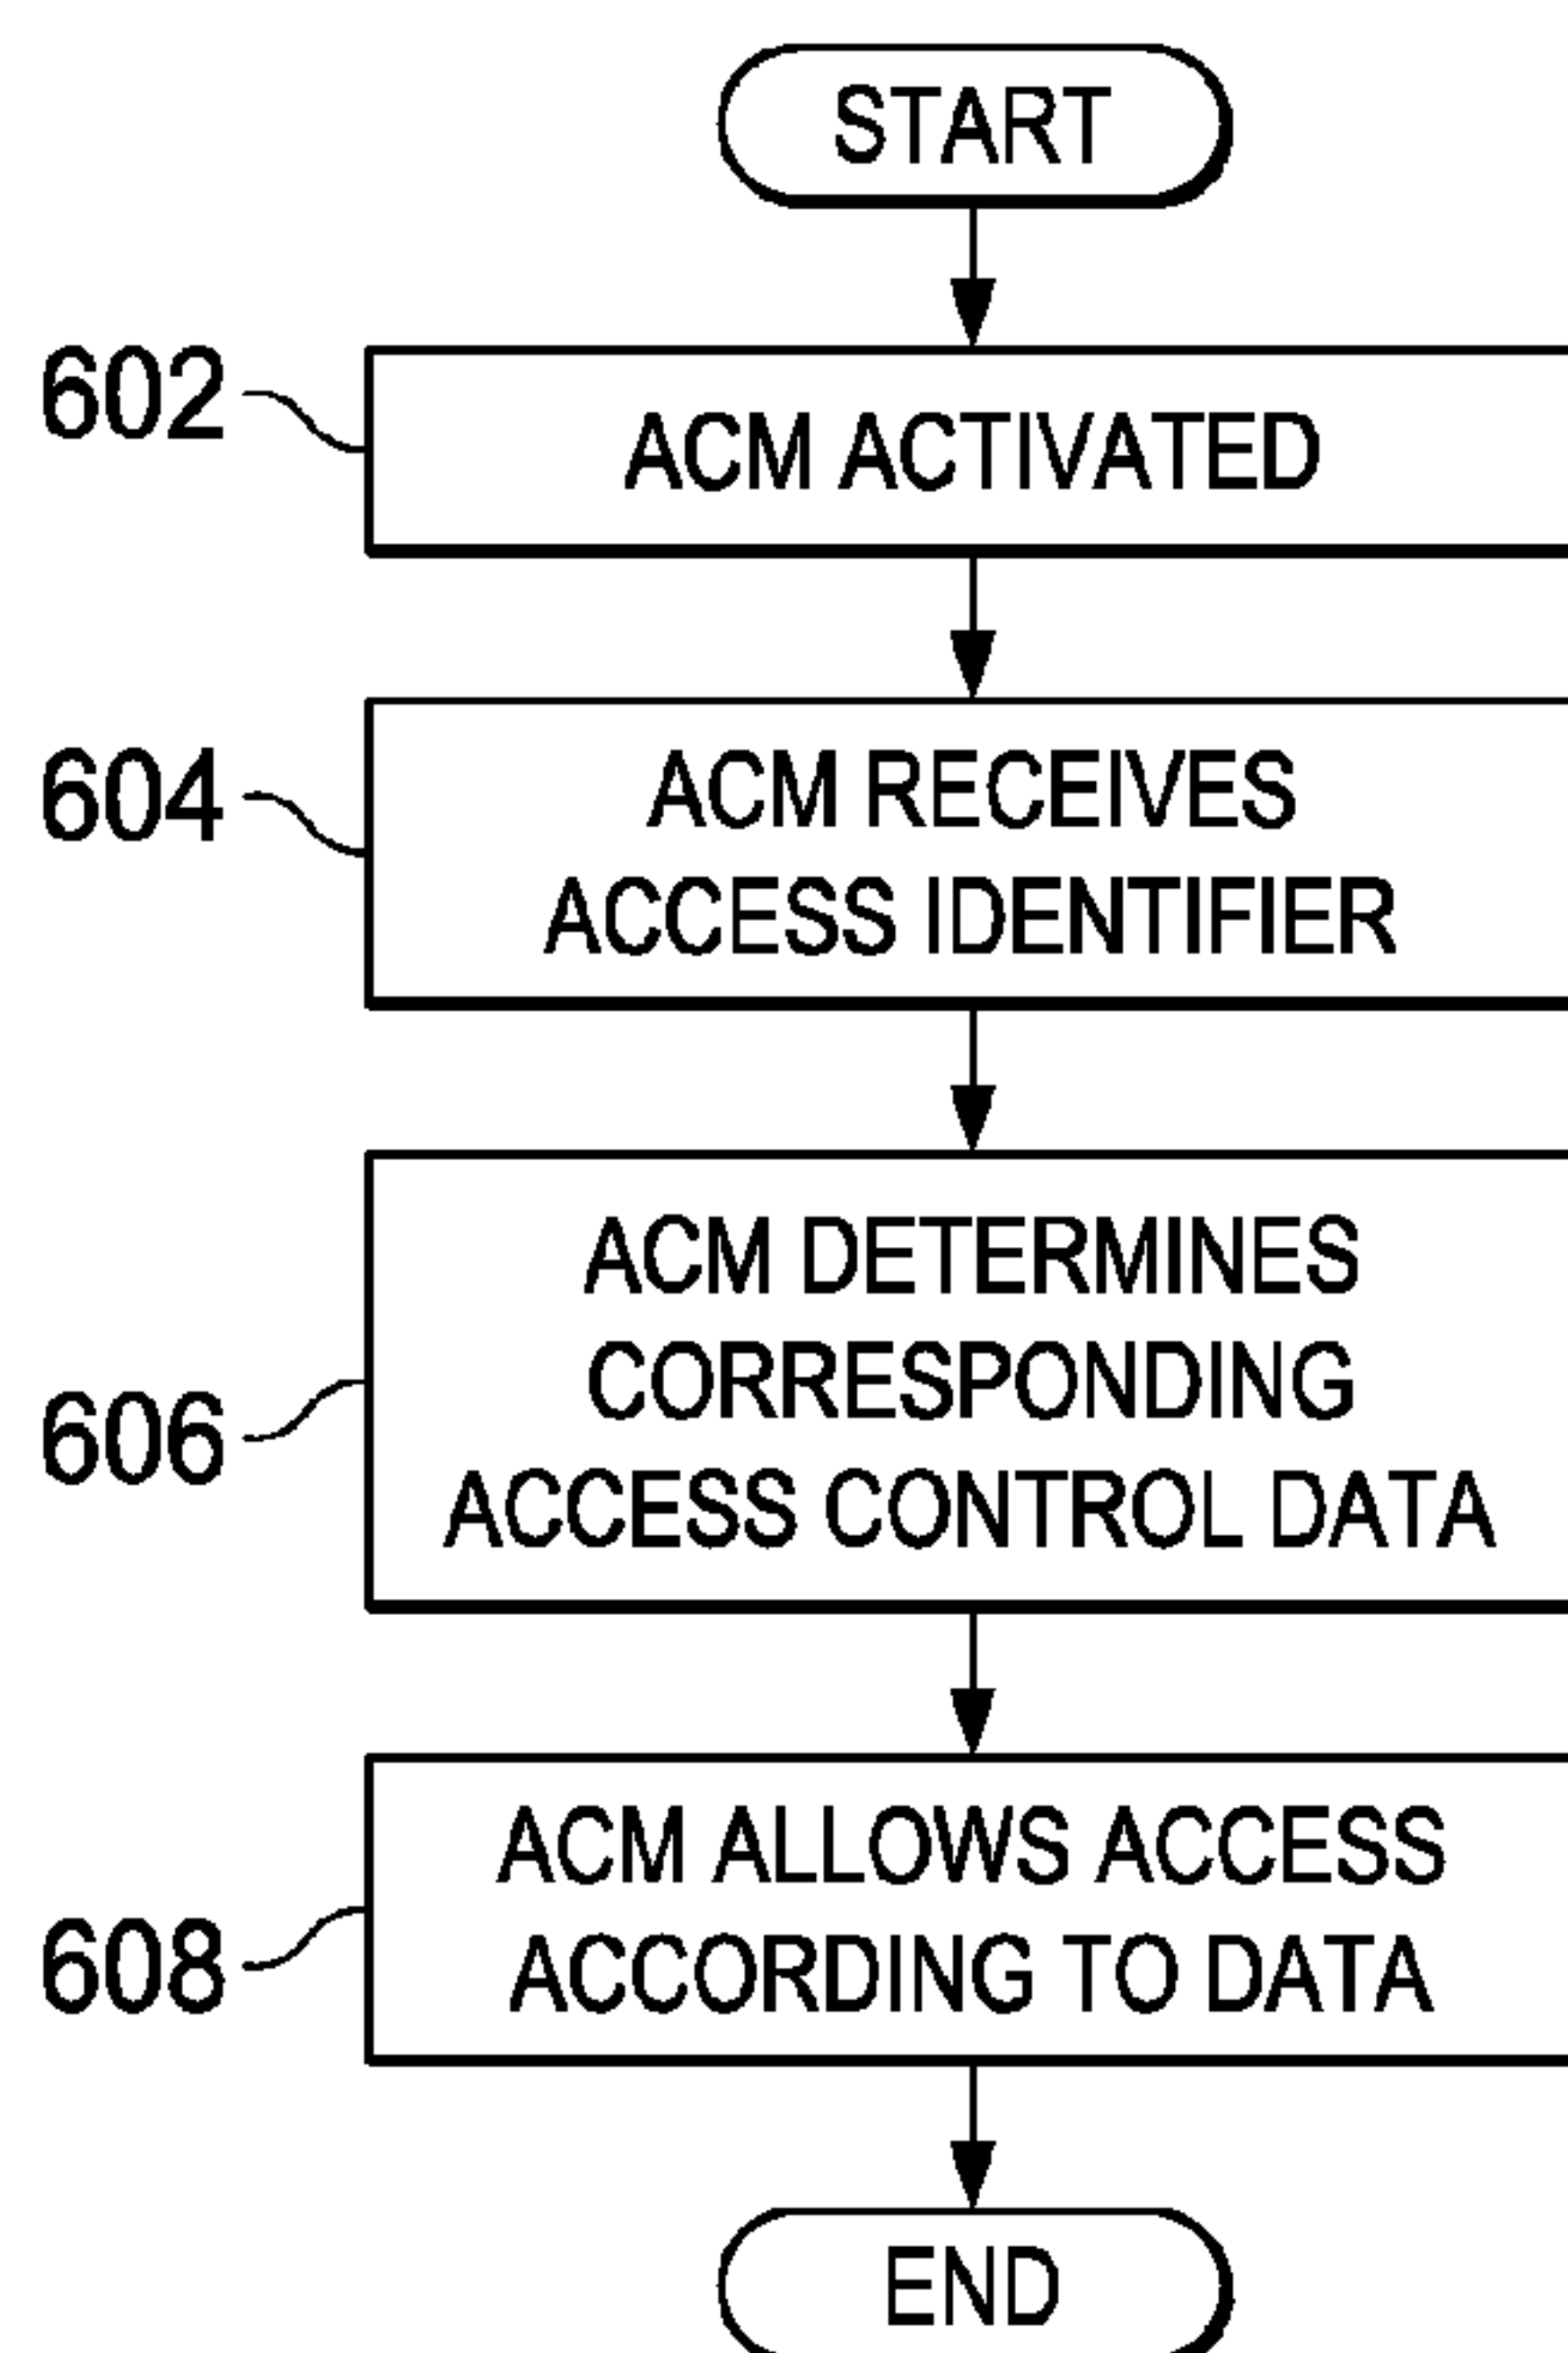 START
602
ACM ACTIVATED
604
ACM RECEIVES
ACCESS IDENTIFIER
606
ACM DETERMINES
CORRESPONDING
ACCESS CONTROL DATA
608
ACM ALLOWS ACCESS
ACCORDING TO DATA
END